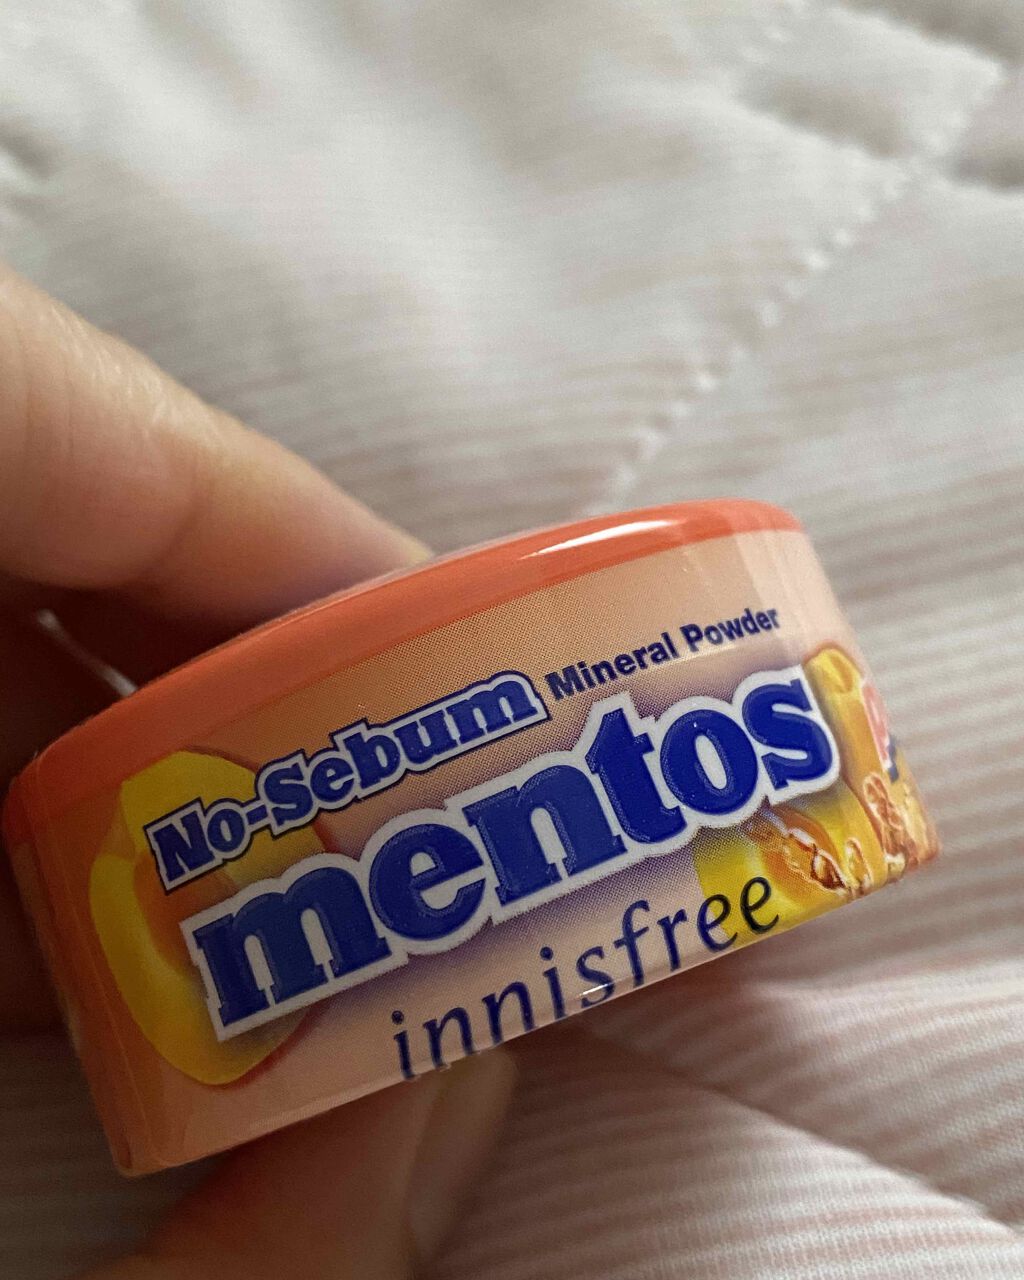 No-Sebum Mineral Powder
mentos
innisfree